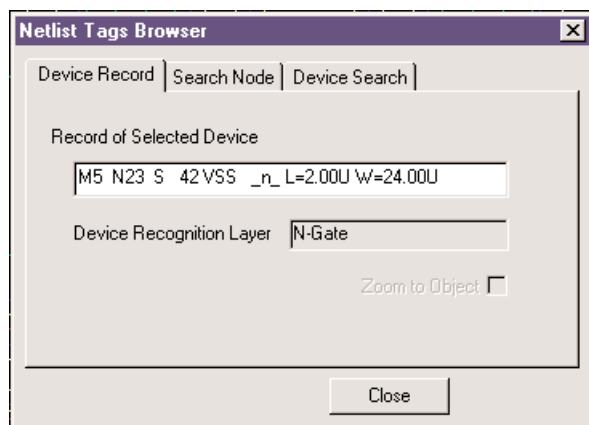 Netlist Tags Browser
Device Record Search Node Device Search
Record of Selected Device
M5 N23 S 42 VSS _n_ L=2.00U W=24.00U
Device Recognition Layer N-Gate
Zoom to Object
Close